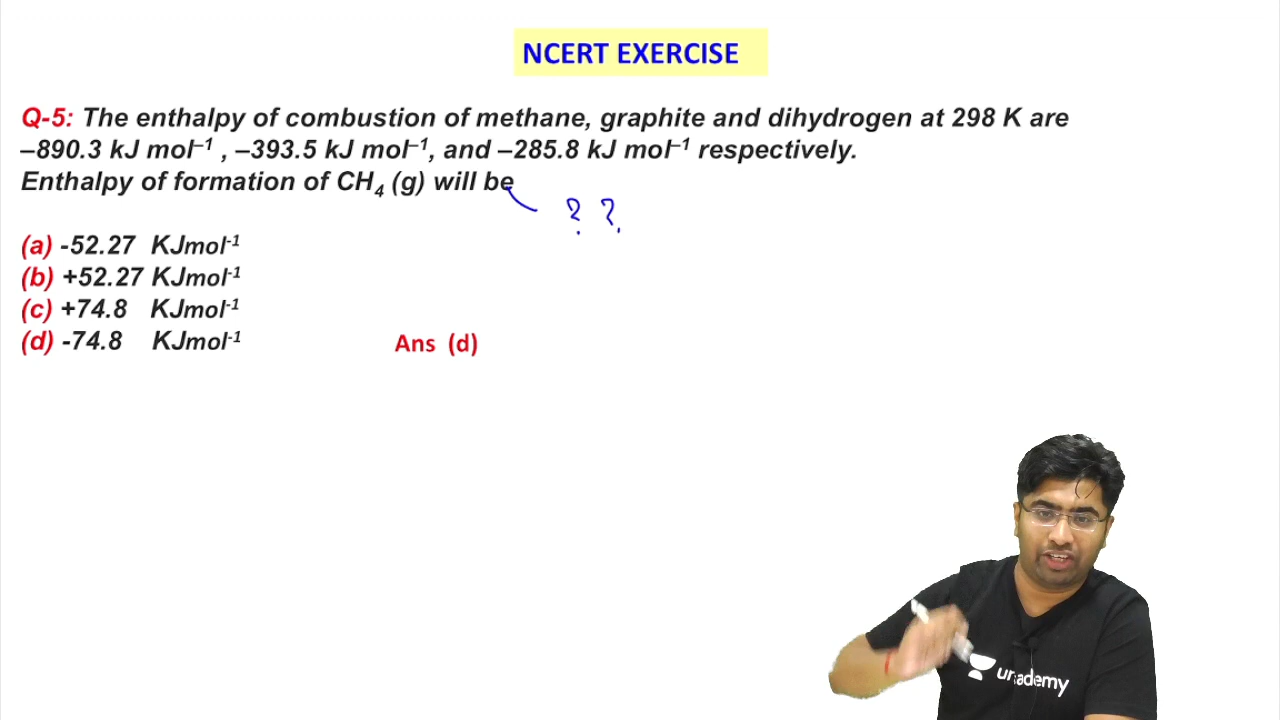 NCERT EXERCISE
Q-5: The enthalpy of combustion of methane, graphite and dihydrogen at 298 K are
–890.3 kJ mol⁻¹ , –393.5 kJ mol⁻¹, and –285.8 kJ mol⁻¹ respectively.
Enthalpy of formation of CH₄ (g) will be
? ?
(a) -52.27 KJmol⁻¹
(b) +52.27 KJmol⁻¹
(c) +74.8 KJmol⁻¹
(d) -74.8 KJmol⁻¹
Ans (d)
unacademy